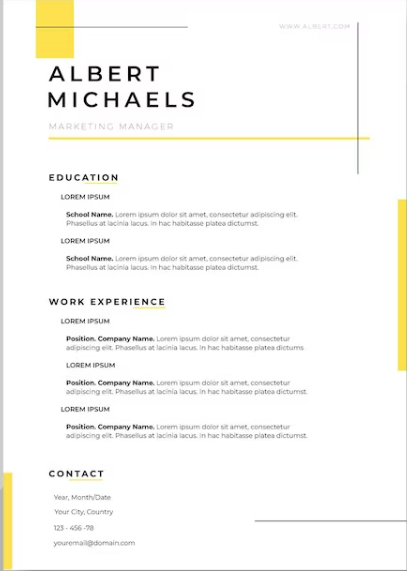 WWW.ALBERT.COM
ALBERT
MICHAELS
MARKETING MANAGER
EDUCATION
LOREM IPSUM
School Name. Lorem ipsum dolor sit amet, consectetur adipiscing elit.
Phasellus at lacinia lacus. In hac habitasse platea dictum.
LOREM IPSUM
School Name. Lorem ipsum dolor sit amet, consectetur adipiscing elit.
Phasellus at lacinia lacus. In hac habitasse platea dictum.
WORK EXPERIENCE
LOREM IPSUM
Position. Company Name. Lorem ipsum dolor sit amet, consectetur
adipiscing elit. Phasellus at lacinia lacus. In hac habitasse platea dictums
LOREM IPSUM
Position. Company Name. Lorem ipsum dolor sit amet, consectetur
adipiscing elit. Phasellus at lacinia lacus. In hac habitasse platea dictumst.
LOREM IPSUM
Position. Company Name. Lorem ipsum dolor sit amet, consectetur
adipiscing elit. Phasellus at lacinia lacus. In hac habitasse platea dictumst.
CONTACT
Year, Month/Date
Your City, Country
123 - 456 -78
youremail@domain.com